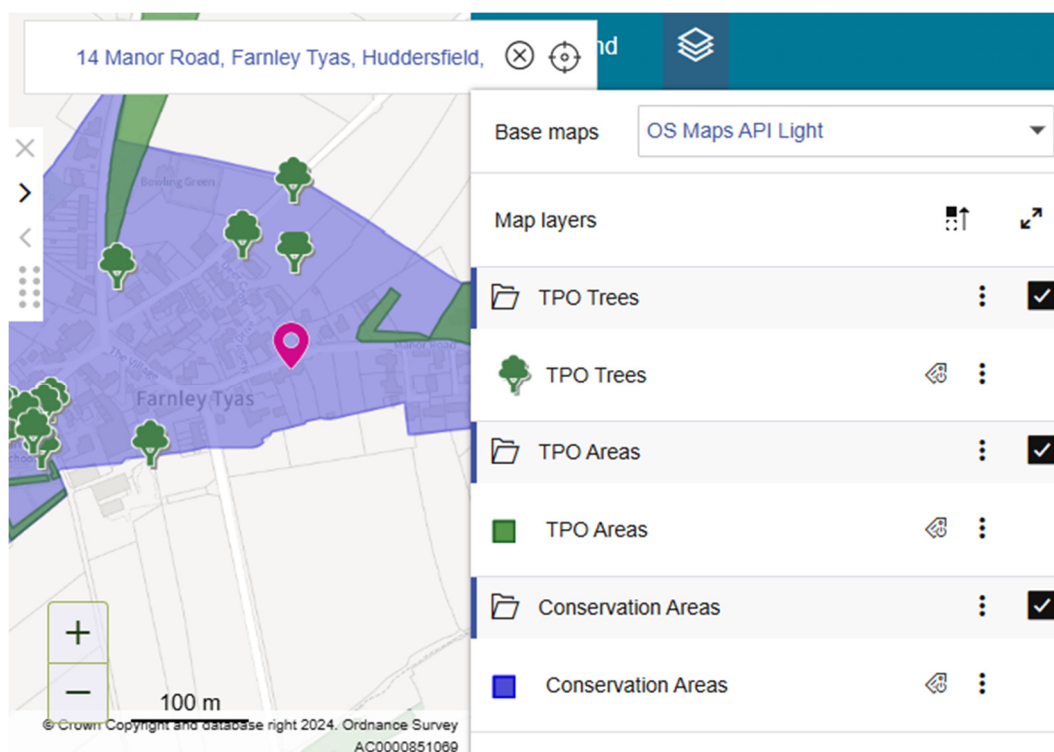 14 Manor Road, Farnley Tyas, Huddersfield,
nd
Base maps
OS Maps API Light
Map layers
TPO Trees
TPO Trees
TPO Areas
TPO Areas
Conservation Areas
Conservation Areas
Bowling Green
Manor Road
The Village
Farnley Tyas
+
−
100 m
© Crown Copyright and database right 2024. Ordnance Survey
AC0000851069